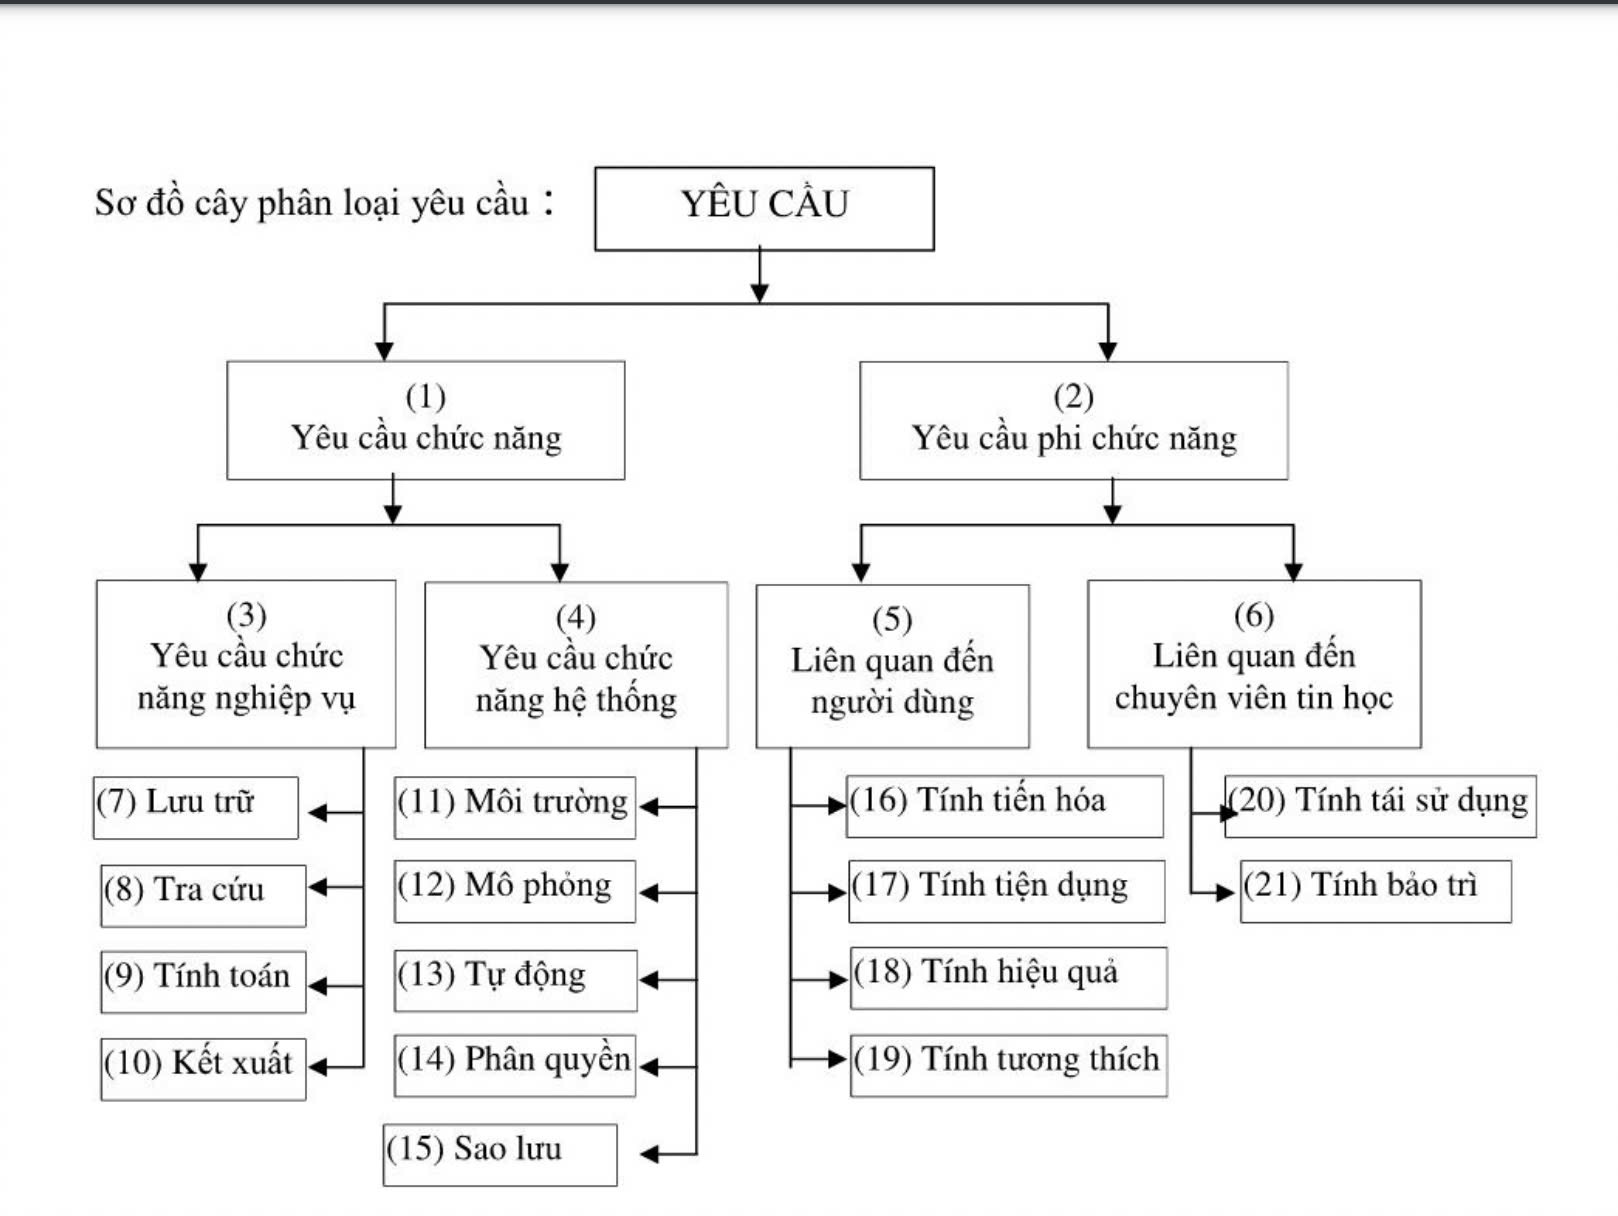 Sơ đồ cây phân loại yêu cầu :
YÊU CẦU
(1)
Yêu cầu chức năng
(2)
Yêu cầu phi chức năng
(3)
Yêu cầu chức
năng nghiệp vụ
(4)
Yêu cầu chức
năng hệ thống
(5)
Liên quan đến
người dùng
(6)
Liên quan đến
chuyên viên tin học
(7) Lưu trữ
(8) Tra cứu
(9) Tính toán
(10) Kết xuất
(11) Môi trường
(12) Mô phỏng
(13) Tự động
(14) Phân quyền
(15) Sao lưu
(16) Tính tiến hóa
(17) Tính tiện dụng
(18) Tính hiệu quả
(19) Tính tương thích
(20) Tính tái sử dụng
(21) Tính bảo trì